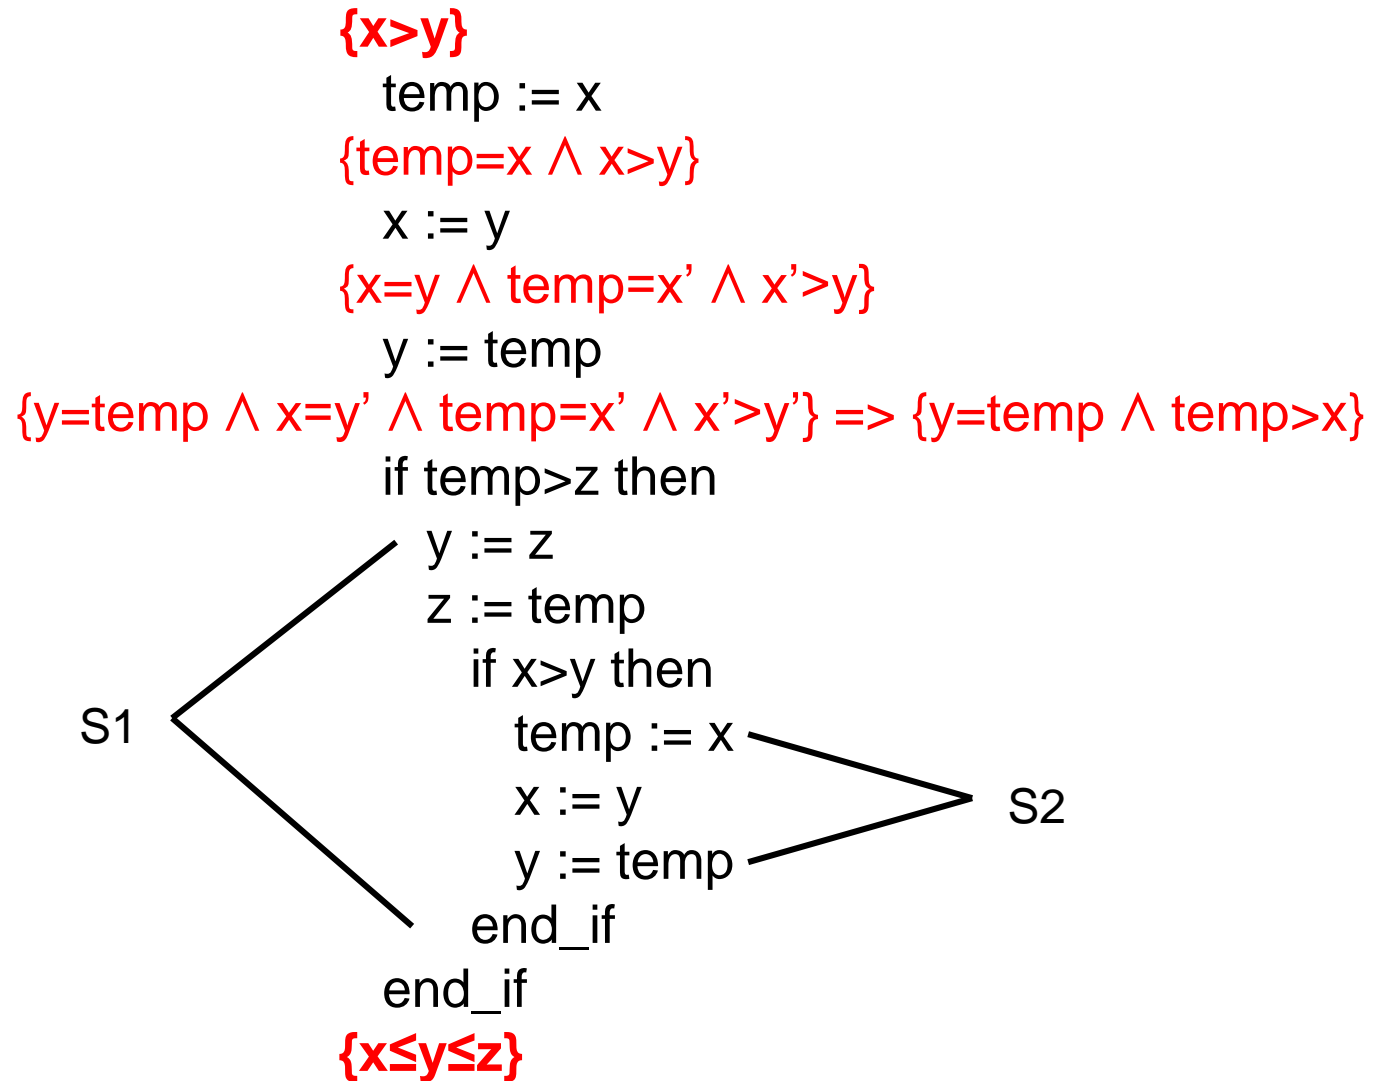 {x>y}
temp := x
{temp=x ∧ x>y}
x := y
{x=y ∧ temp=x’ ∧ x’>y}
y := temp
{y=temp ∧ x=y’ ∧ temp=x’ ∧ x’>y’} => {y=temp ∧ temp>x}
if temp>z then
y := z
z := temp
if x>y then
S1
temp := x
x := y
S2
y := temp
end_if
end_if
{x≤y≤z}